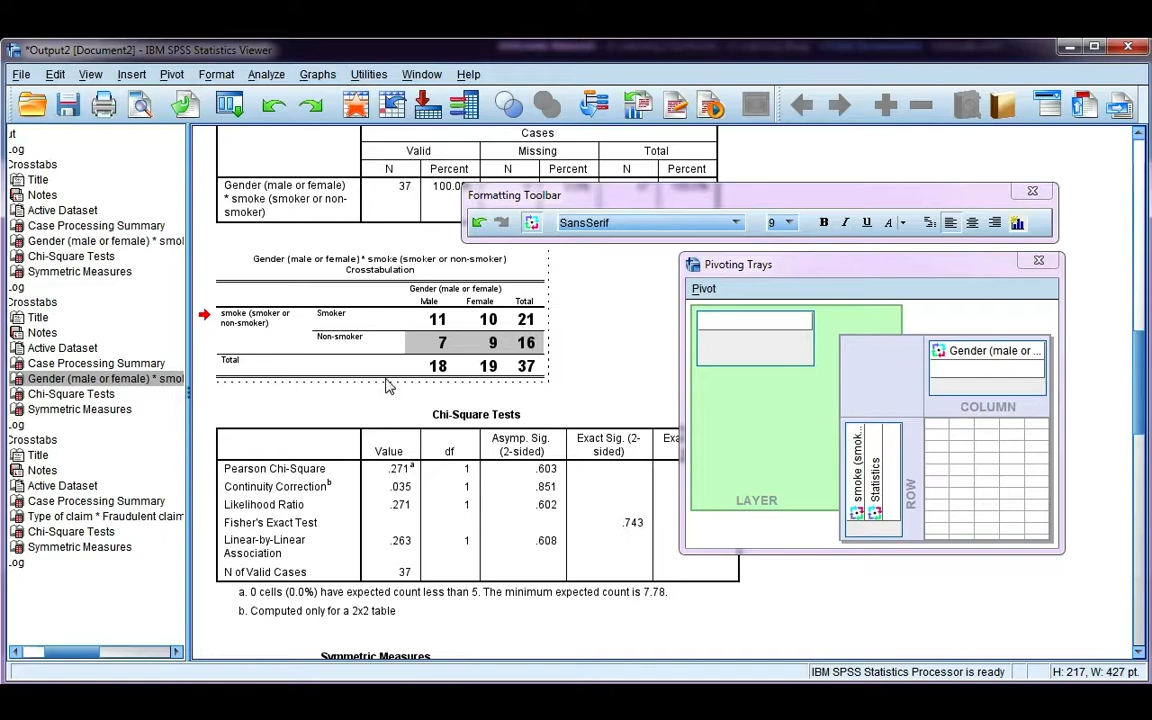 *Output2 [Document2] - IBM SPSS Statistics Viewer
File Edit View Insert Pivot Format Analyze Graphs Utilities Window Help
ut
Log
Crosstabs
Title
Notes
Active Dataset
Case Processing Summary
Gender (male or female) * smol
Chi-Square Tests
Symmetric Measures
Log
Crosstabs
Title
Notes
Active Dataset
Case Processing Summary
Gender (male or female) * smol
Chi-Square Tests
Symmetric Measures
Log
Crosstabs
Title
Notes
Active Dataset
Case Processing Summary
Type of claim * Fraudulent claim
Chi-Square Tests
Symmetric Measures
Log
Cases
Valid Missing Total
N Percent N Percent N Percent
Gender (male or female) 37 100.0
* smoke (smoker or non-
smoker)
Formatting Toolbar
SansSerif 9 B I U A
Gender (male or female) * smoke (smoker or non-smoker)
Crosstabulation
Gender (male or female)
Male Female Total
smoke (smoker or Smoker 11 10 21
non-smoker)
Non-smoker 7 9 16
Total 18 19 37
Pivoting Trays
Pivot
Gender (male or ...
COLUMN
smoke (smok...
Statistics
ROW
LAYER
Chi-Square Tests
Value df Asymp. Sig. (2-sided) Exact Sig. (2-sided) Exa
Pearson Chi-Square .271a 1 .603
Continuity Correctionb .035 1 .851
Likelihood Ratio .271 1 .602
Fisher's Exact Test .743
Linear-by-Linear .263 1 .608
Association
N of Valid Cases 37
a. 0 cells (0.0%) have expected count less than 5. The minimum expected count is 7.78.
b. Computed only for a 2x2 table
Symmetric Measures
IBM SPSS Statistics Processor is ready H: 217, W: 427 pt.